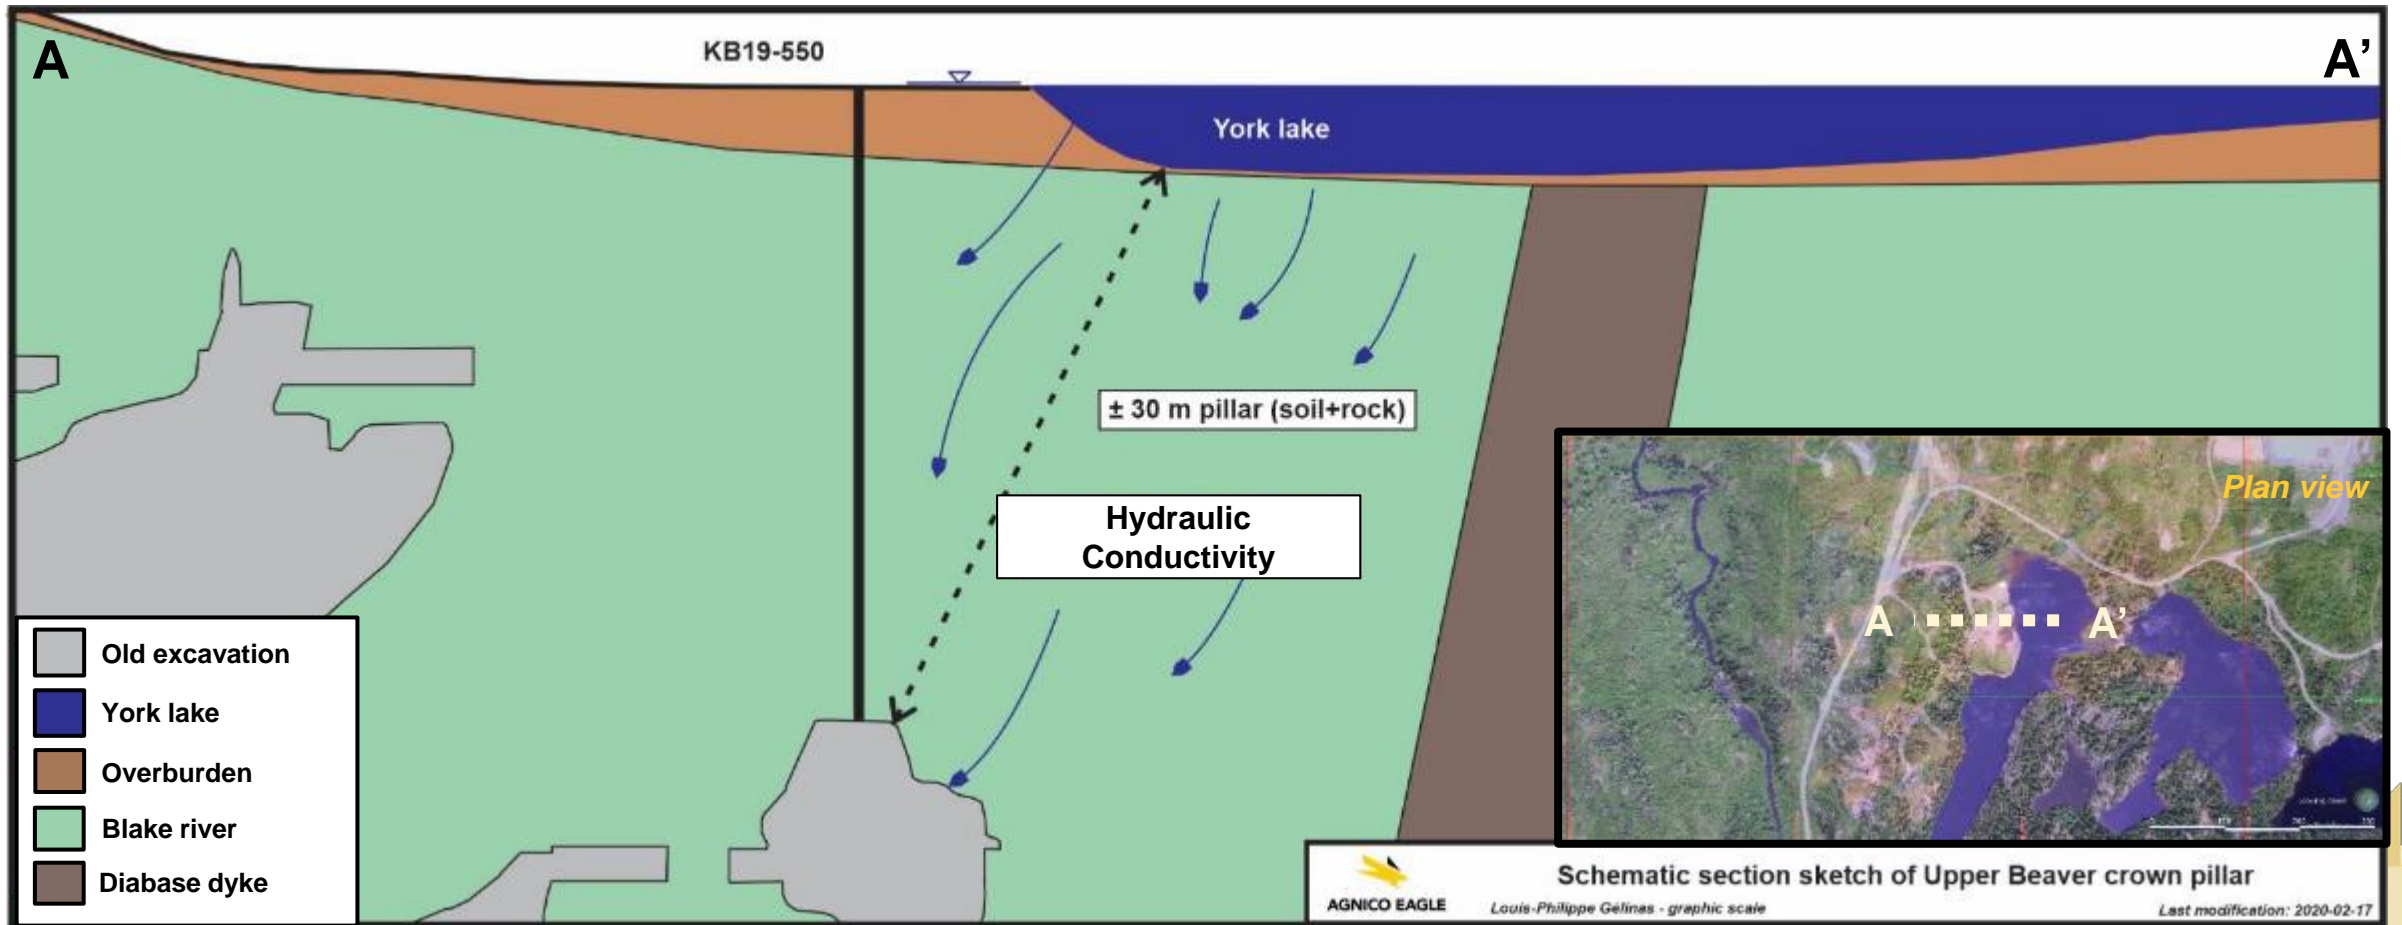 A
KB19-550
A’
York lake
± 30 m pillar (soil+rock)
Hydraulic
Conductivity
Plan view
A
A’
Old excavation
York lake
Overburden
Blake river
Diabase dyke
AGNICO EAGLE
Schematic section sketch of Upper Beaver crown pillar
Louis-Philippe Gélinas - graphic scale
Last modification: 2020-02-17